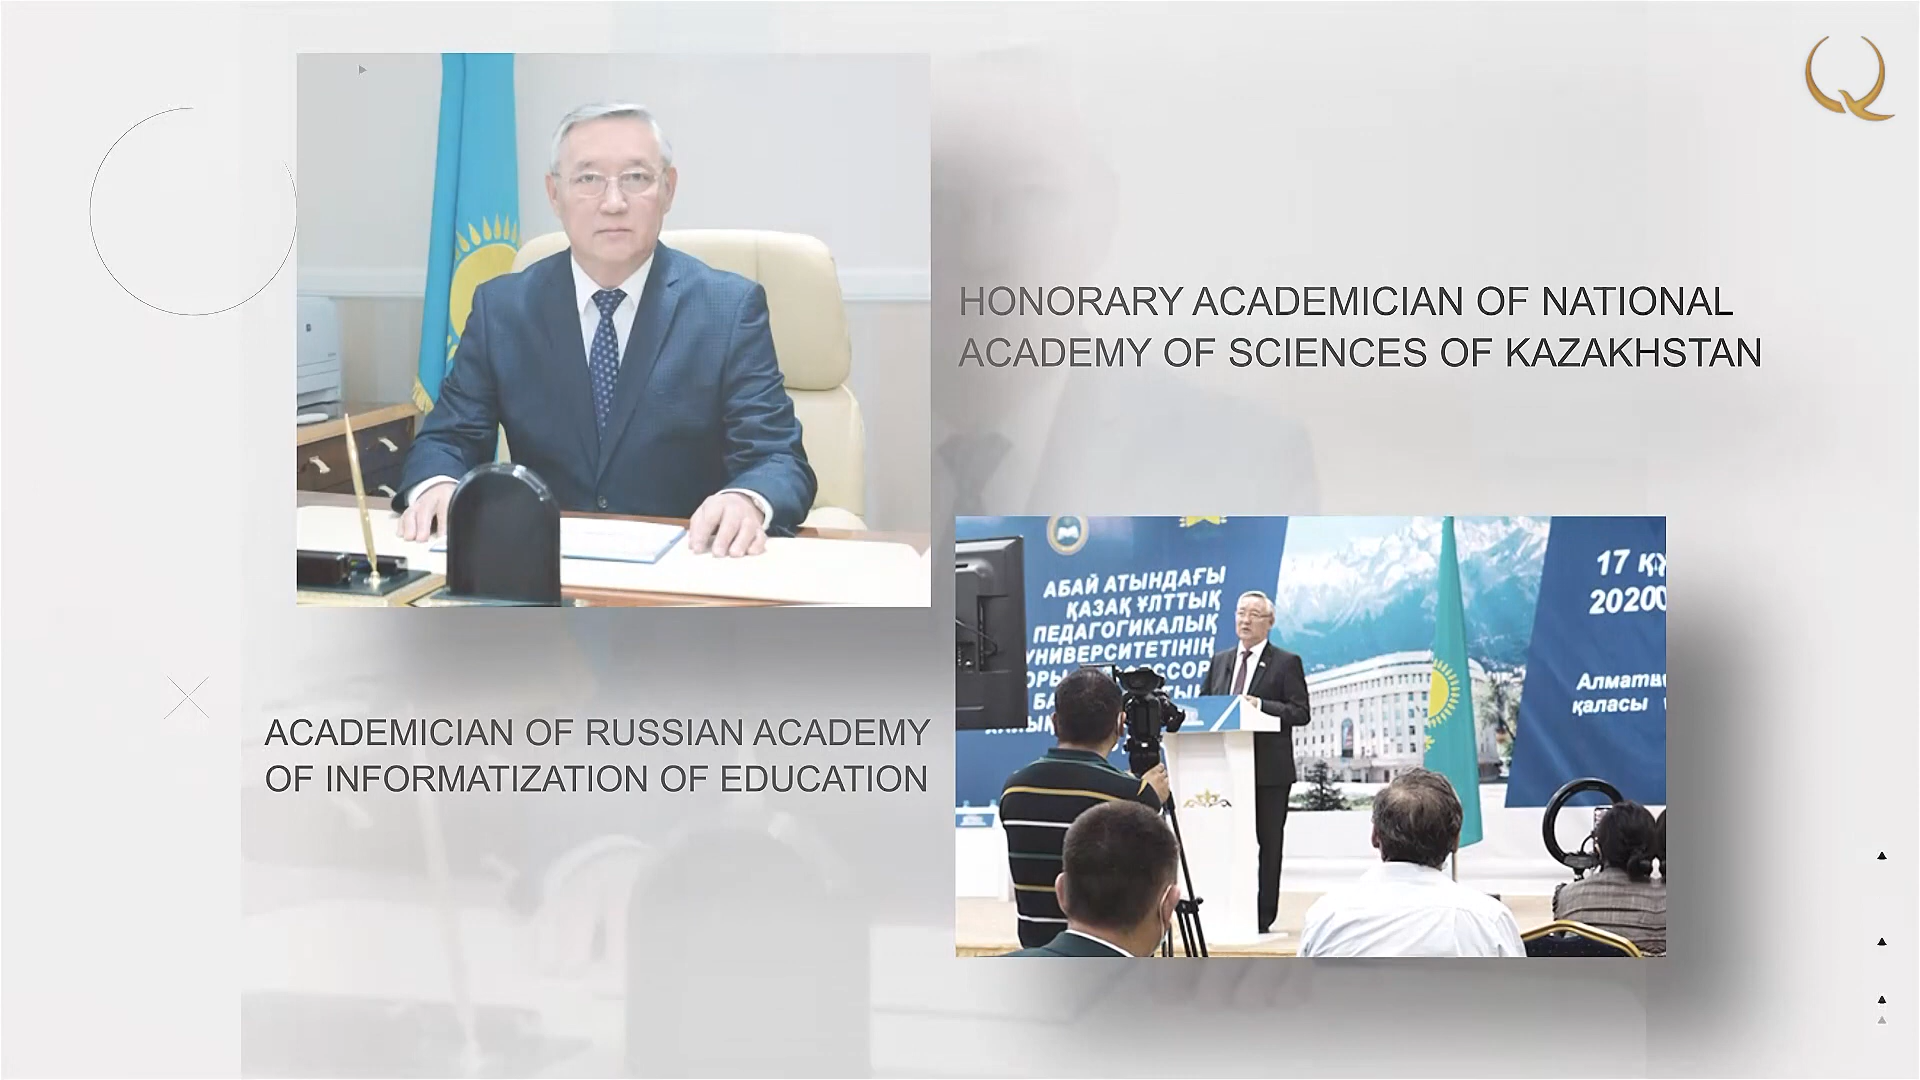 HONORARY ACADEMICIAN OF NATIONAL
ACADEMY OF SCIENCES OF KAZAKHSTAN
17
2020
АБАЙ АТЫНДАҒЫ
ҚАЗАҚ ҰЛТТЫҚ
ПЕДАГОГИКАЛЫҚ
УНИВЕРСИТЕТІНІҢ
Алматы
қаласы
ACADEMICIAN OF RUSSIAN ACADEMY
OF INFORMATIZATION OF EDUCATION